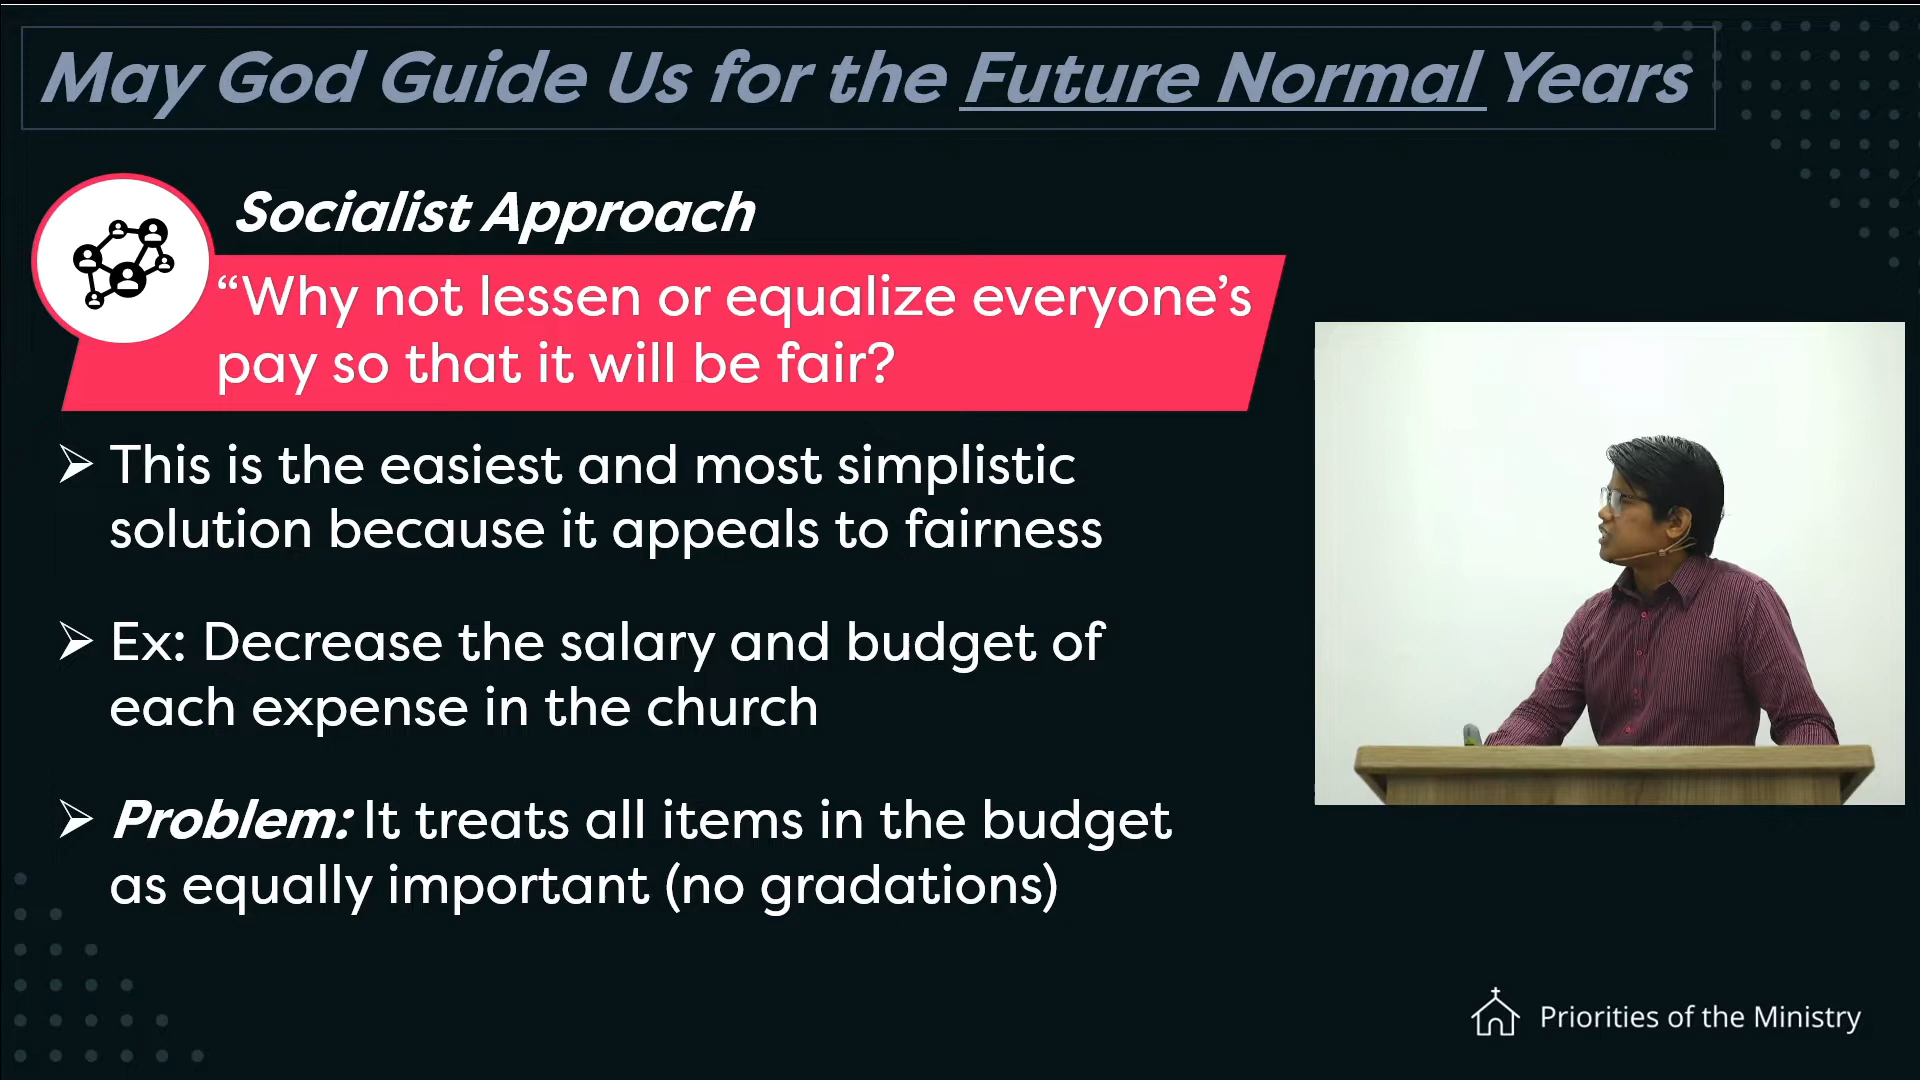 May God Guide Us for the Future Normal Years
Socialist Approach
“Why not lessen or equalize everyone’s
pay so that it will be fair?
This is the easiest and most simplistic
solution because it appeals to fairness
Ex: Decrease the salary and budget of
each expense in the church
Problem: It treats all items in the budget
as equally important (no gradations)
Priorities of the Ministry